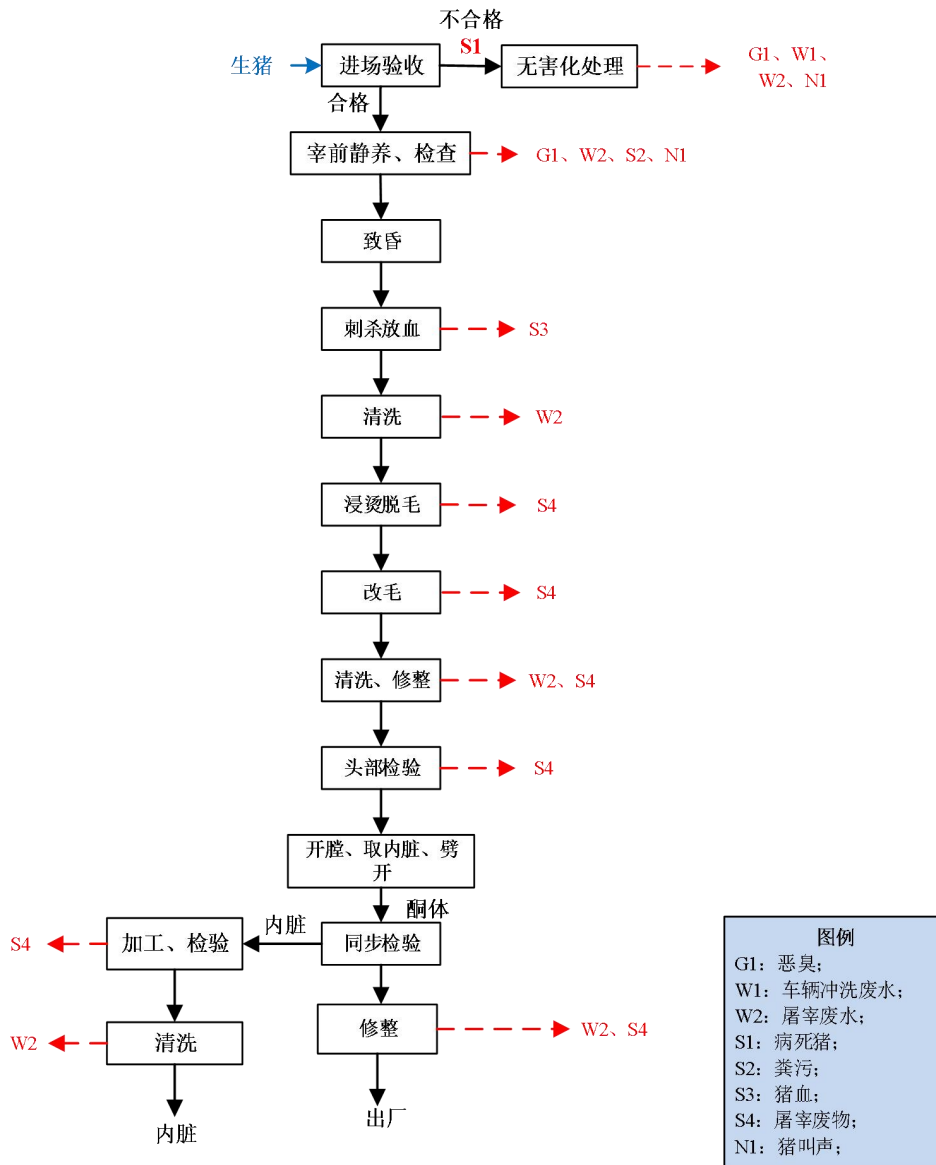 不合格
S1
生猪
进场验收
无害化处理
G1、W1、
W2、N1
合格
宰前静养、检查
G1、W2、S2、N1
致昏
刺杀放血
S3
清洗
W2
浸烫脱毛
S4
改毛
S4
清洗、修整
W2、S4
头部检验
S4
开膛、取内脏、劈
开
酮体
内脏
S4
加工、检验
同步检验
W2
清洗
修整
W2、S4
内脏
出厂
图例
G1：恶臭；
W1：车辆冲洗废水；
W2：屠宰废水；
S1：病死猪；
S2：粪污；
S3：猪血；
S4：屠宰废物；
N1：猪叫声；